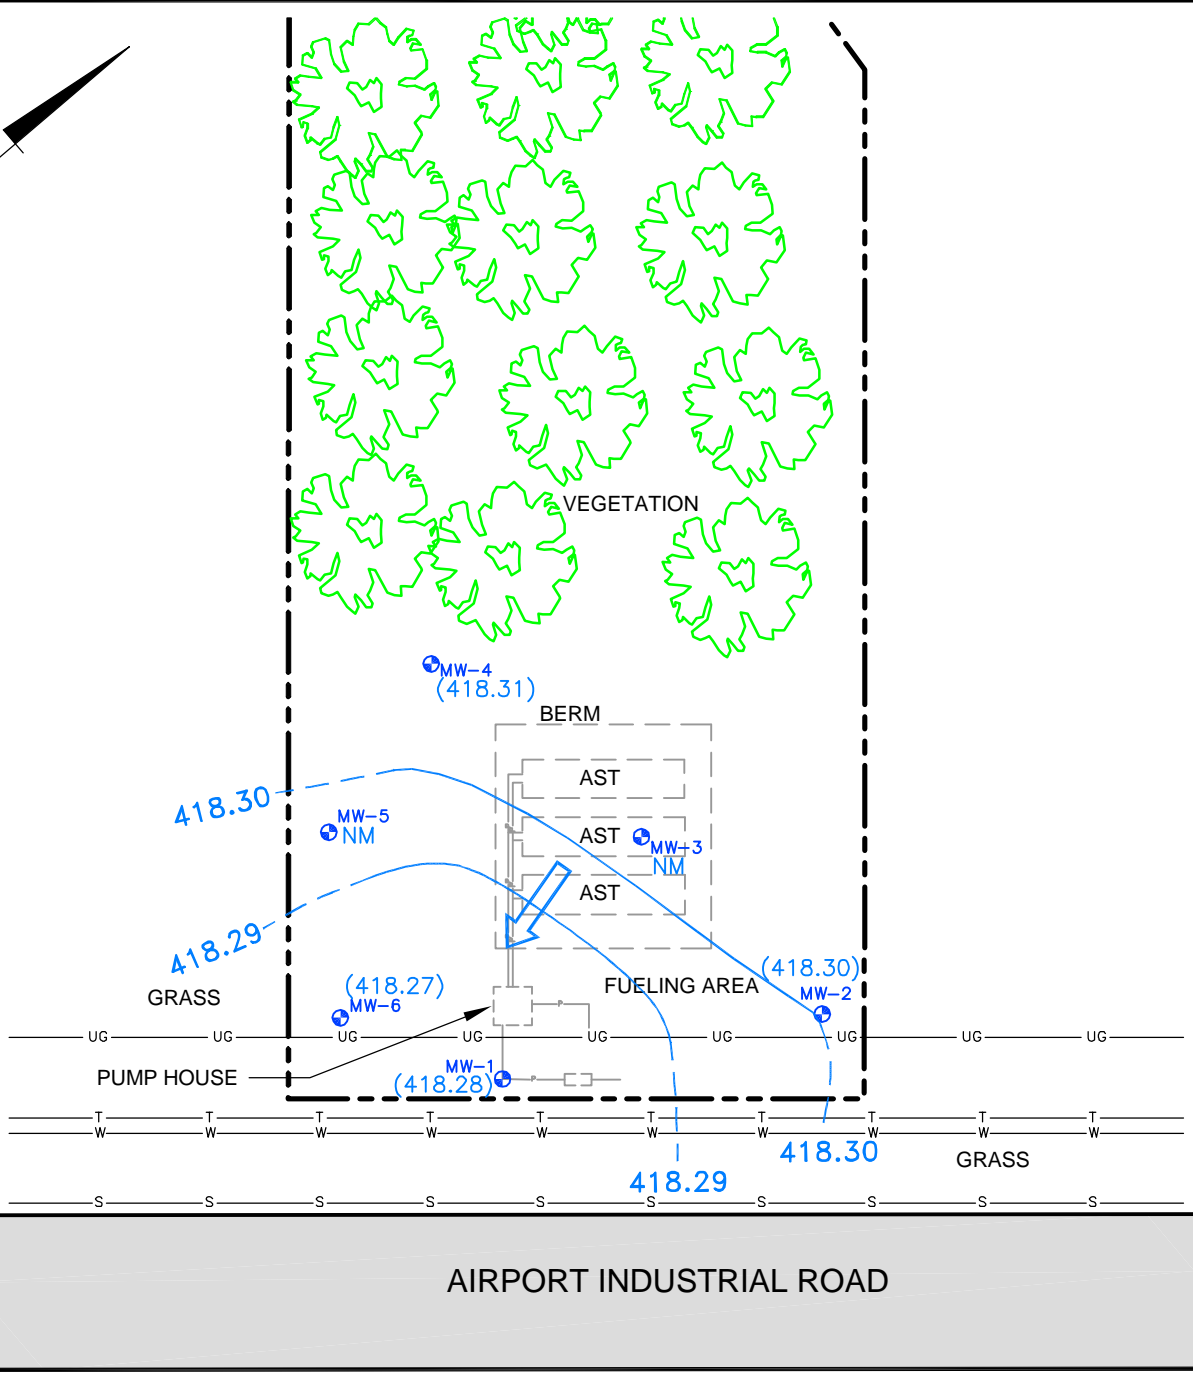 VEGETATION
MW-4
(418.31)
BERM
AST
418.30
MW-5
NM
AST
MW-3
NM
AST
418.29
(418.30)
(418.27)
FUELING AREA
MW-2
GRASS
MW-6
P
UG UG UG UG UG UG UG UG UG
MW-1
PUMP HOUSE
(418.28)
P
T T T T T T T T T T
W W W W W W W W W W
418.30
GRASS
418.29
S S S S S S S S S S
AIRPORT INDUSTRIAL ROAD